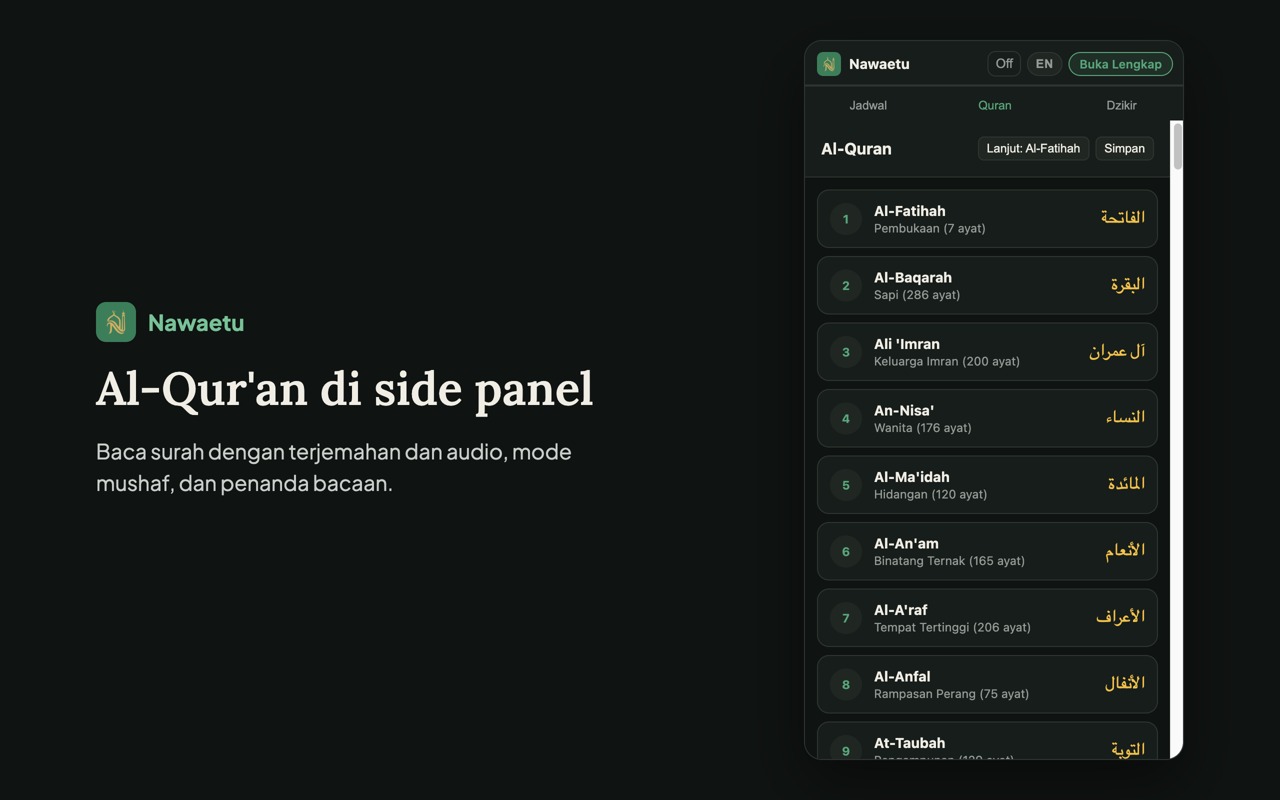 Nawaetu
Al-Qur'an di side panel
Baca surah dengan terjemahan dan audio, mode
mushaf, dan penanda bacaan.
Nawaetu Off EN Buka Lengkap
Jadwal Quran Dzikir
Al-Quran Lanjut: Al-Fatihah Simpan
1 Al-Fatihah الفاتحة
Pembukaan (7 ayat)
2 Al-Baqarah البقرة
Sapi (286 ayat)
3 Ali 'Imran آل عمران
Keluarga Imran (200 ayat)
4 An-Nisa' النساء
Wanita (176 ayat)
5 Al-Ma'idah المائدة
Hidangan (120 ayat)
6 Al-An'am الأنعام
Binatang Ternak (165 ayat)
7 Al-A'raf الأعراف
Tempat Tertinggi (206 ayat)
8 Al-Anfal الأنفال
Rampasan Perang (75 ayat)
9 At-Taubah التوبة